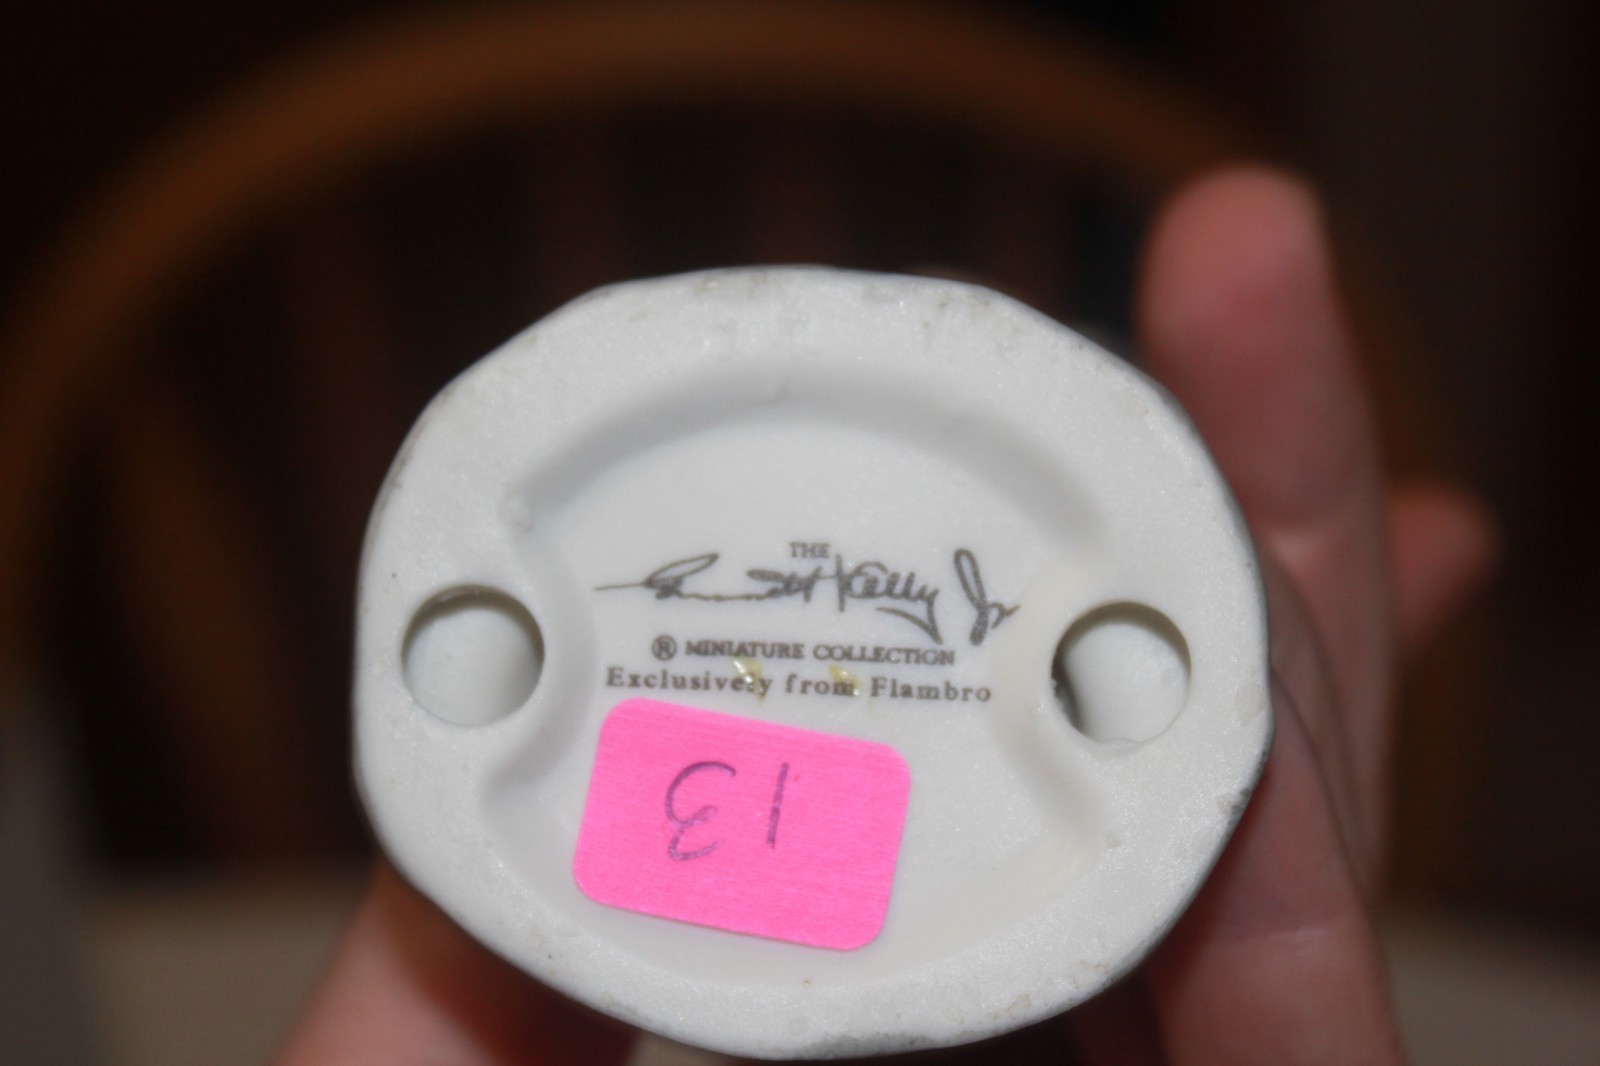 THE
Emmett Kelly Jr
® MINIATURE COLLECTION
Exclusively from Flambro
13